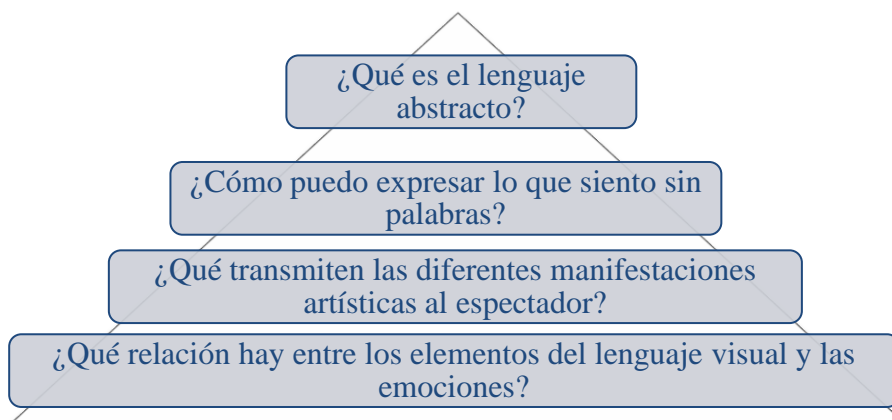 ¿Qué es el lenguaje
abstracto?
¿Cómo puedo expresar lo que siento sin
palabras?
¿Qué transmiten las diferentes manifestaciones
artísticas al espectador?
¿Qué relación hay entre los elementos del lenguaje visual y las
emociones?